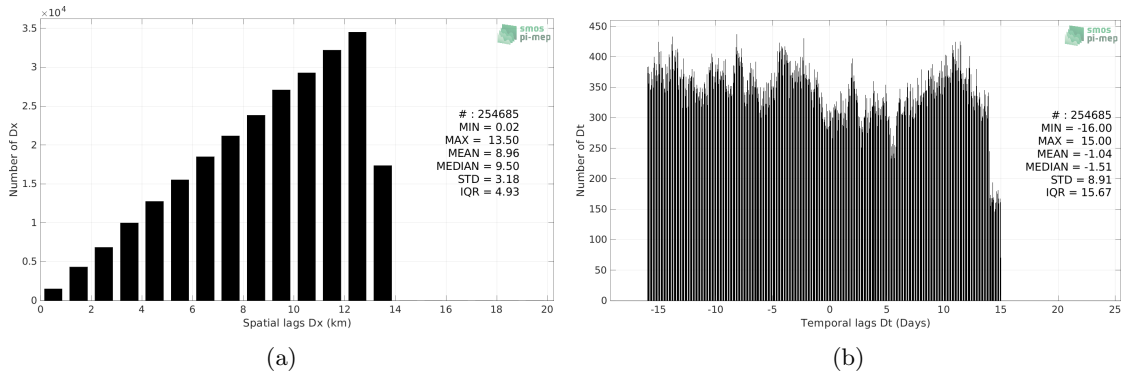 ×10⁴
3.5
3
2.5
2
1.5
1
0.5
0
0 2 4 6 8 10 12 14 16 18 20
Number of Dx
Spatial lags Dx (km)
smos
pi-mep
# : 254685
MIN = 0.02
MAX = 13.50
MEAN = 8.96
MEDIAN = 9.50
STD = 3.18
IQR = 4.93
(a)
450
400
350
300
250
200
150
100
50
0
-15 -10 -5 0 5 10 15 20 25
Number of Dt
Temporal lags Dt (Days)
smos
pi-mep
# : 254685
MIN = -16.00
MAX = 15.00
MEAN = -1.04
MEDIAN = -1.51
STD = 8.91
IQR = 15.67
(b)